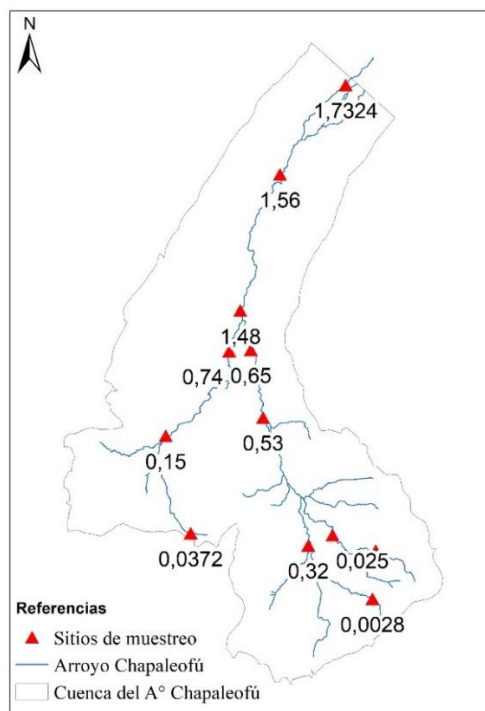 N
1,7324
1,56
1,48
0,74
0,65
0,53
0,15
0,0372
0,32
0,025
0,0028
Referencias
Sitios de muestreo
Arroyo Chapaleofú
Cuenca del A° Chapaleofú